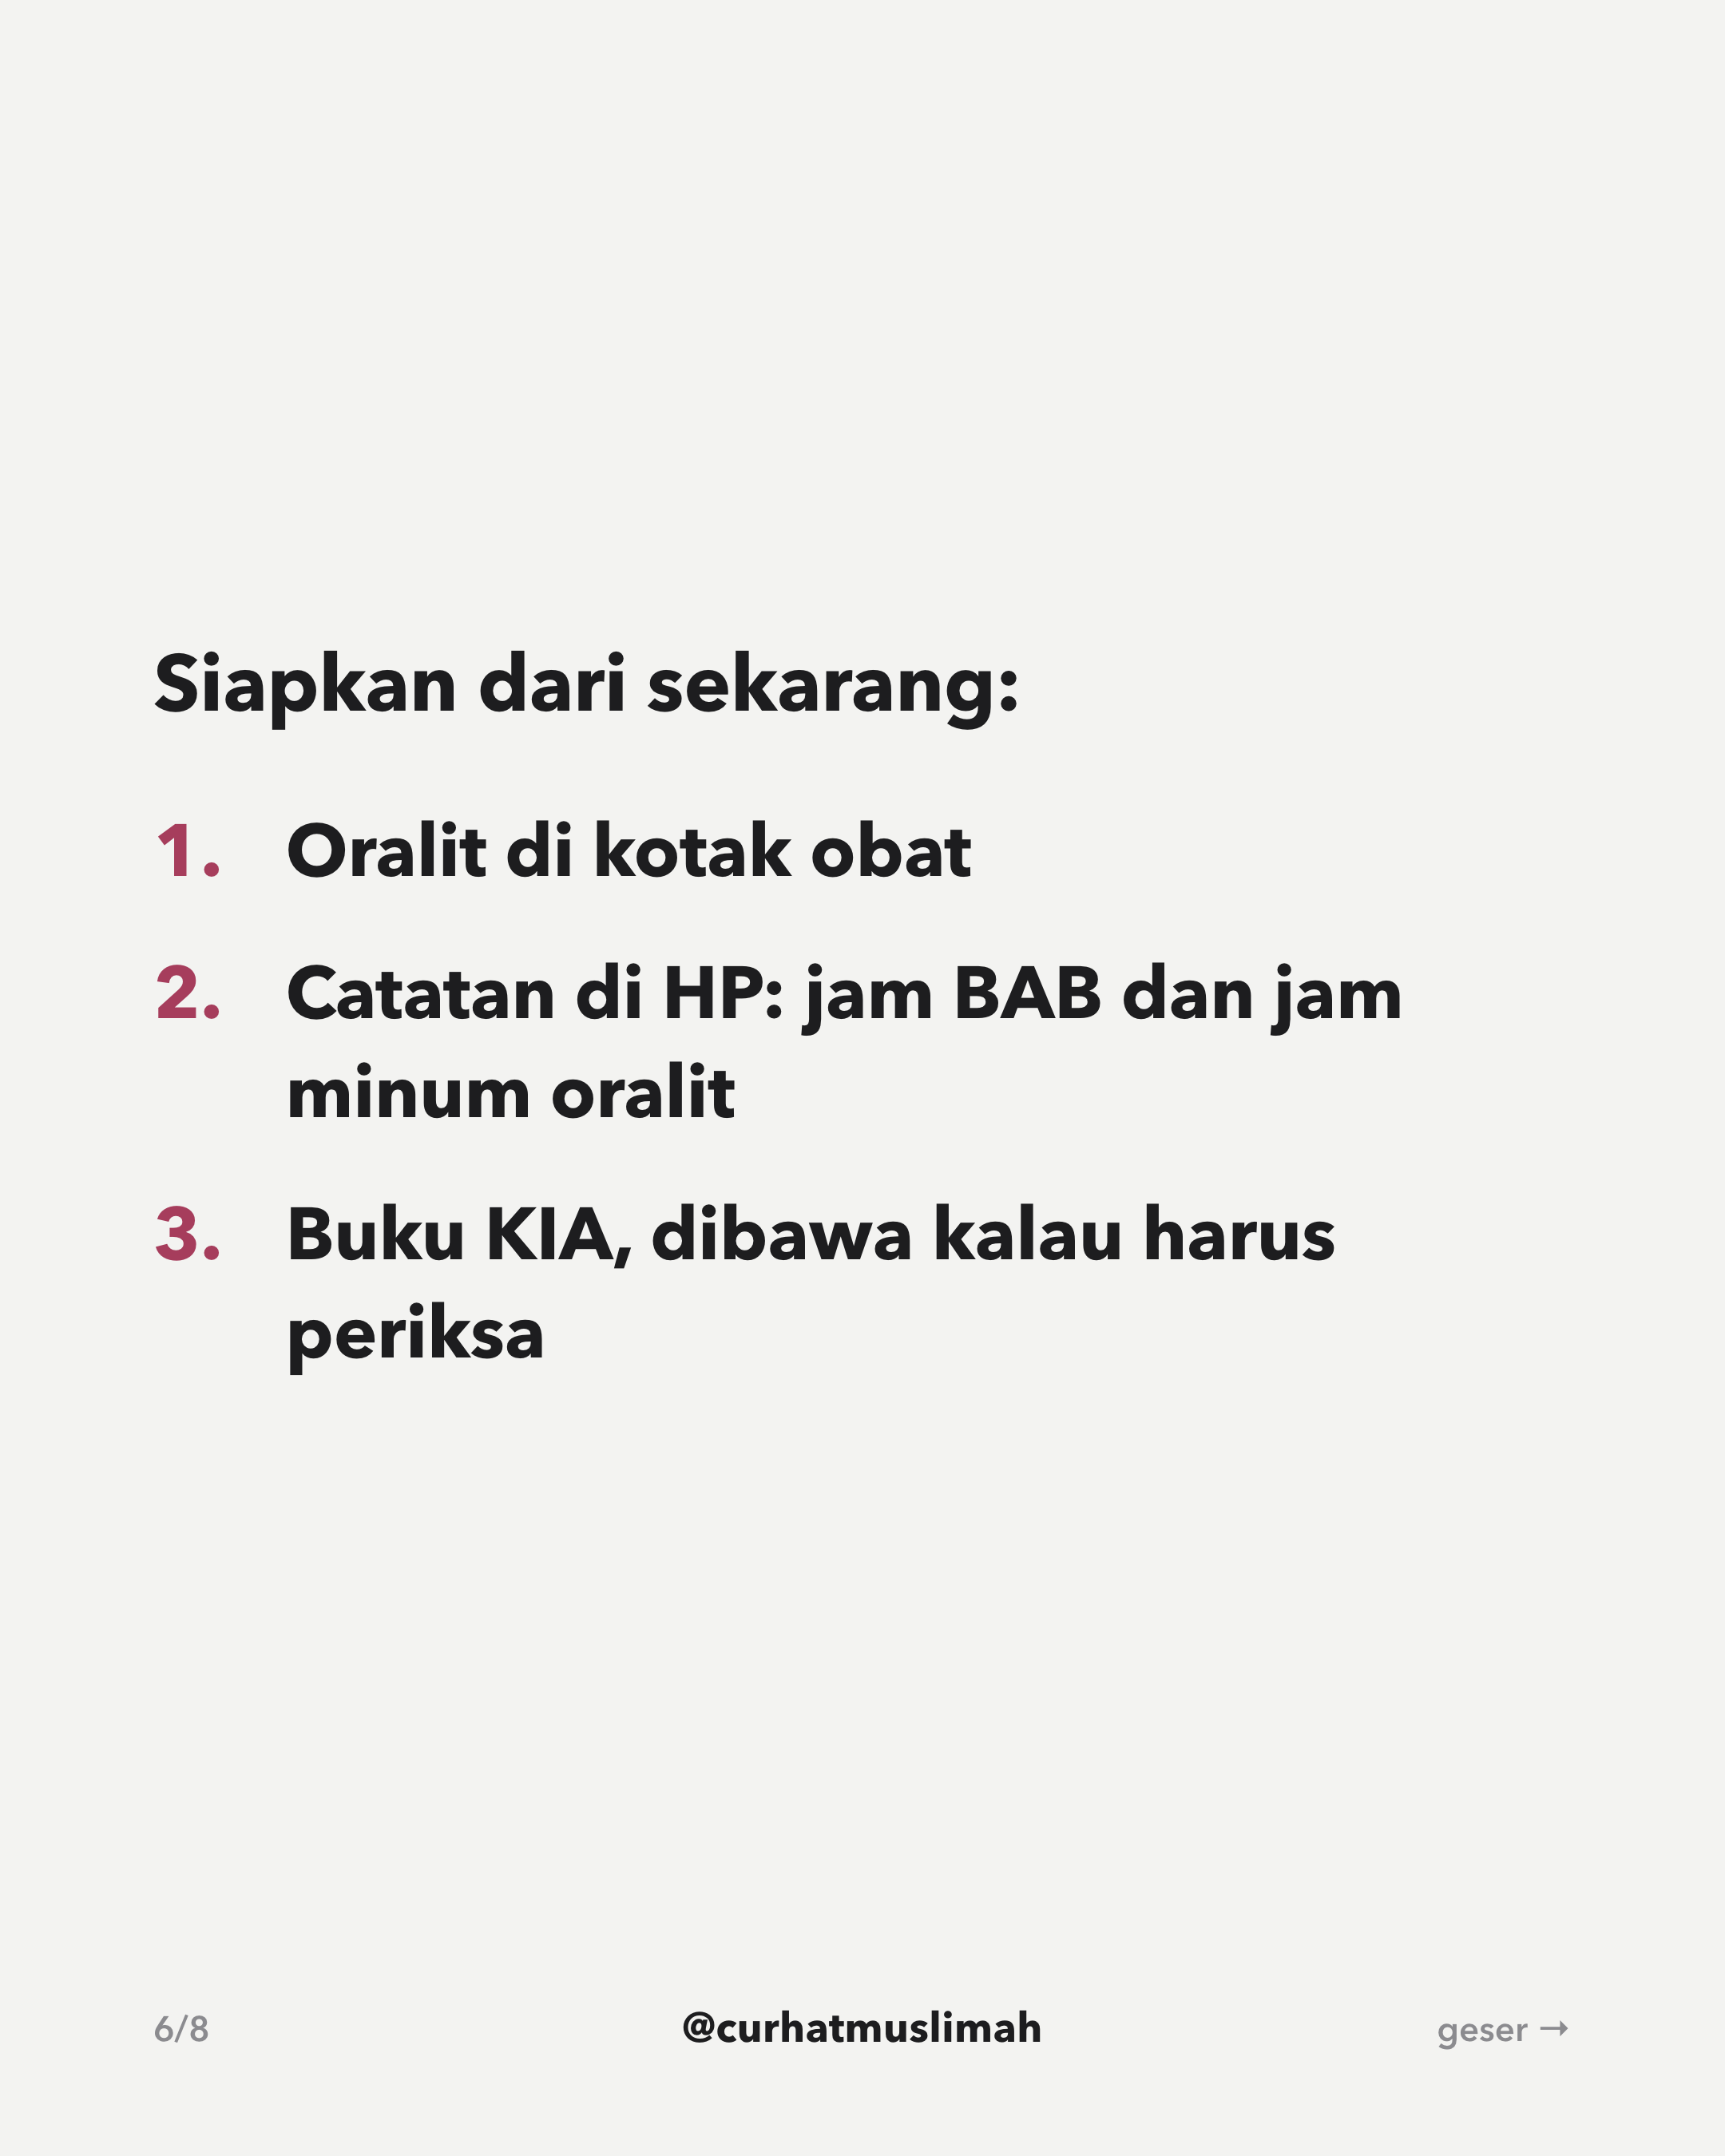 Siapkan dari sekarang:
1. Oralit di kotak obat
2. Catatan di HP: jam BAB dan jam
minum oralit
3. Buku KIA, dibawa kalau harus
periksa
6/8
@curhatmuslimah
geser →